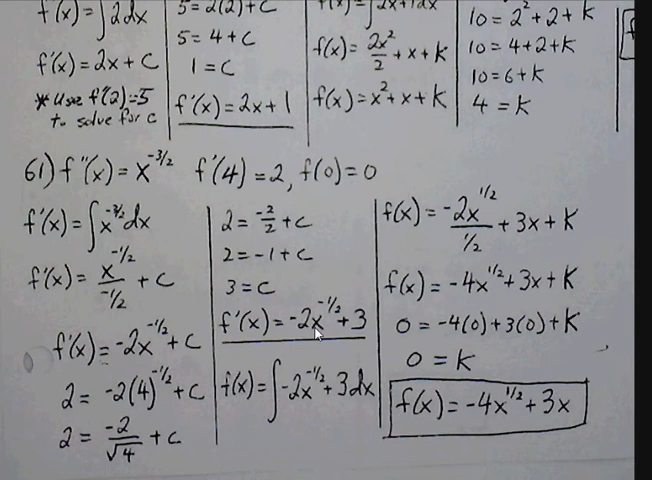 f'(x) = ∫2dx
f'(x) = 2x + C
* Use f'(2)=5
to solve for c
5 = 2(2) + C
5 = 4 + C
1 = C
f'(x) = 2x + 1
f(x) = ∫2x+1dx
f(x) = 2x²/2 + x + K
f(x) = x² + x + K
10 = 2² + 2 + K
10 = 4 + 2 + K
10 = 6 + K
4 = K
61) f''(x) = x^-3/2 f'(4) = 2, f(0) = 0
f'(x) = ∫x^-3/2 dx
f'(x) = x^-1/2 / -1/2 + C
f'(x) = -2x^-1/2 + C
2 = -2(4)^-1/2 + C
2 = -2/√4 + C
2 = -2/2 + C
2 = -1 + C
3 = C
f'(x) = -2x^-1/2 + 3
f(x) = ∫-2x^-1/2 + 3dx
f(x) = -2x^1/2 / 1/2 + 3x + K
f(x) = -4x^1/2 + 3x + K
0 = -4(0) + 3(0) + K
0 = K
f(x) = -4x^1/2 + 3x